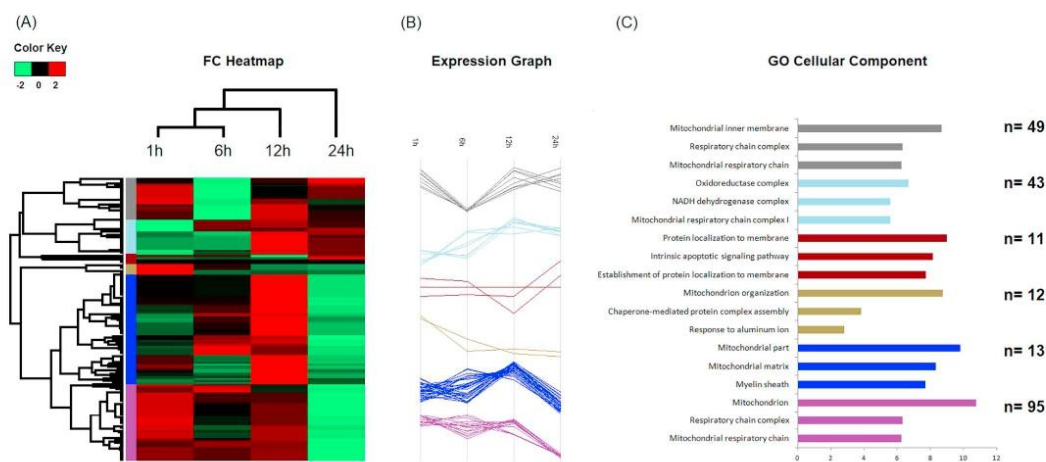 (A)
Color Key
-2 0 2
FC Heatmap
1h 6h 12h 24h
(B)
Expression Graph
1h 6h 12h 24h
(C)
GO Cellular Component
Mitochondrial inner membrane
n= 49
Respiratory chain complex
Mitochondrial respiratory chain
Oxidoreductase complex
n= 43
NADH dehydrogenase complex
Mitochondrial respiratory chain complex I
Protein localization to membrane
n= 11
Intrinsic apoptotic signaling pathway
Establishment of protein localization to membrane
Mitochondrion organization
n= 12
Chaperone-mediated protein complex assembly
Response to aluminum ion
Mitochondrial part
n= 13
Mitochondrial matrix
Myelin sheath
Mitochondrion
n= 95
Respiratory chain complex
Mitochondrial respiratory chain
0 2 4 6 8 10 12